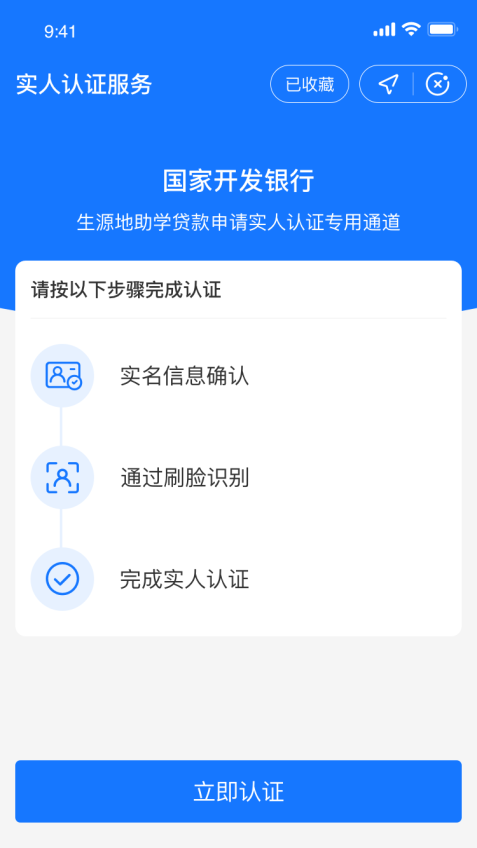 9:41
实人认证服务
已收藏
国家开发银行
生源地助学贷款申请实人认证专用通道
请按以下步骤完成认证
实名信息确认
通过刷脸识别
完成实人认证
立即认证